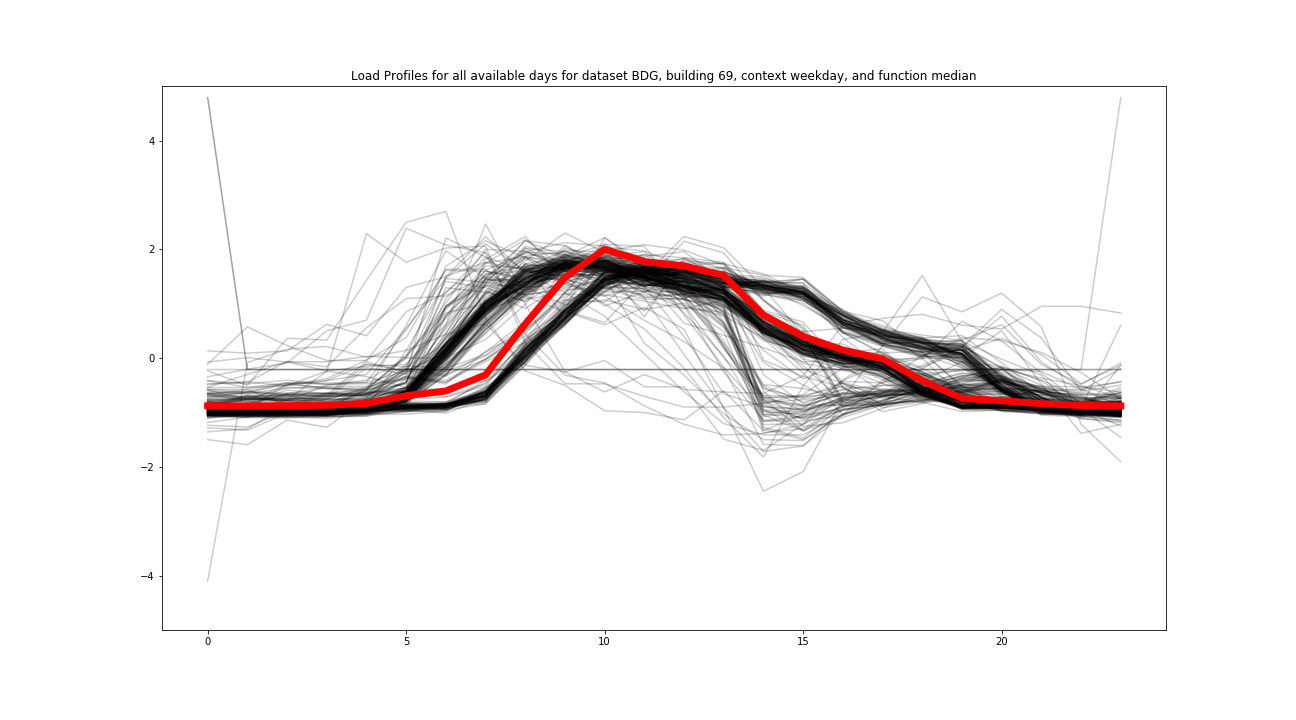 Load Profiles for all available days for dataset BDG, building 69, context weekday, and function median
4
2
0
−2
−4
0 5 10 15 20